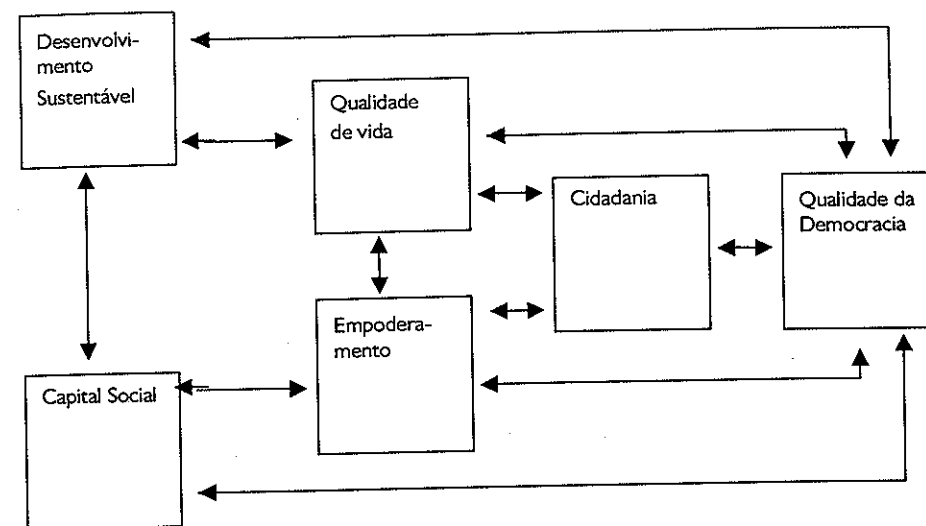 Desenvolvi-
mento
Sustentável
Qualidade
de vida
Cidadania
Qualidade da
Democracia
Empodera-
mento
Capital Social